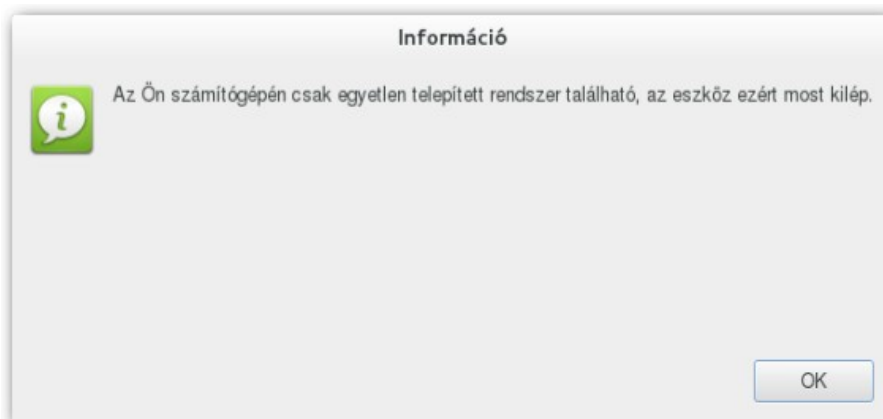 Információ
Az Ön számítógépén csak egyetlen telepített rendszer található, az eszköz ezért most kilép.
OK